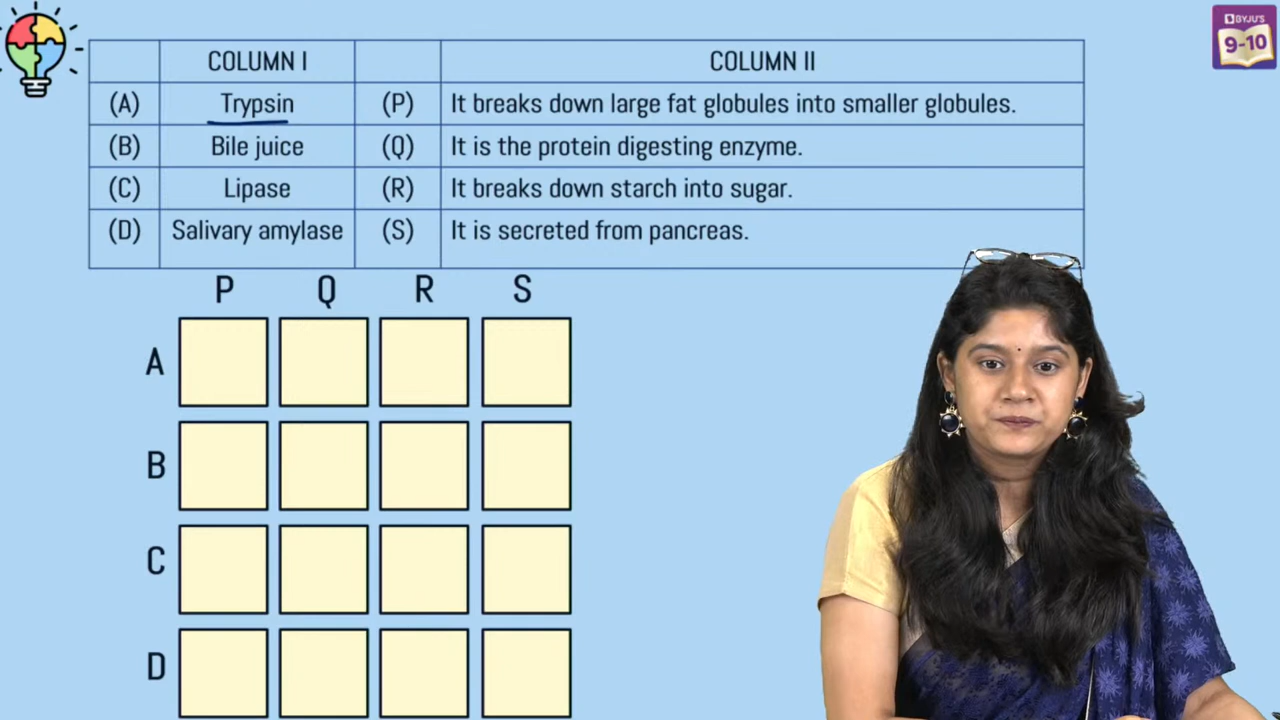 BYJU'S
9-10
COLUMN I COLUMN II
(A) Trypsin (P) It breaks down large fat globules into smaller globules.
(B) Bile juice (Q) It is the protein digesting enzyme.
(C) Lipase (R) It breaks down starch into sugar.
(D) Salivary amylase (S) It is secreted from pancreas.
P Q R S
A
B
C
D